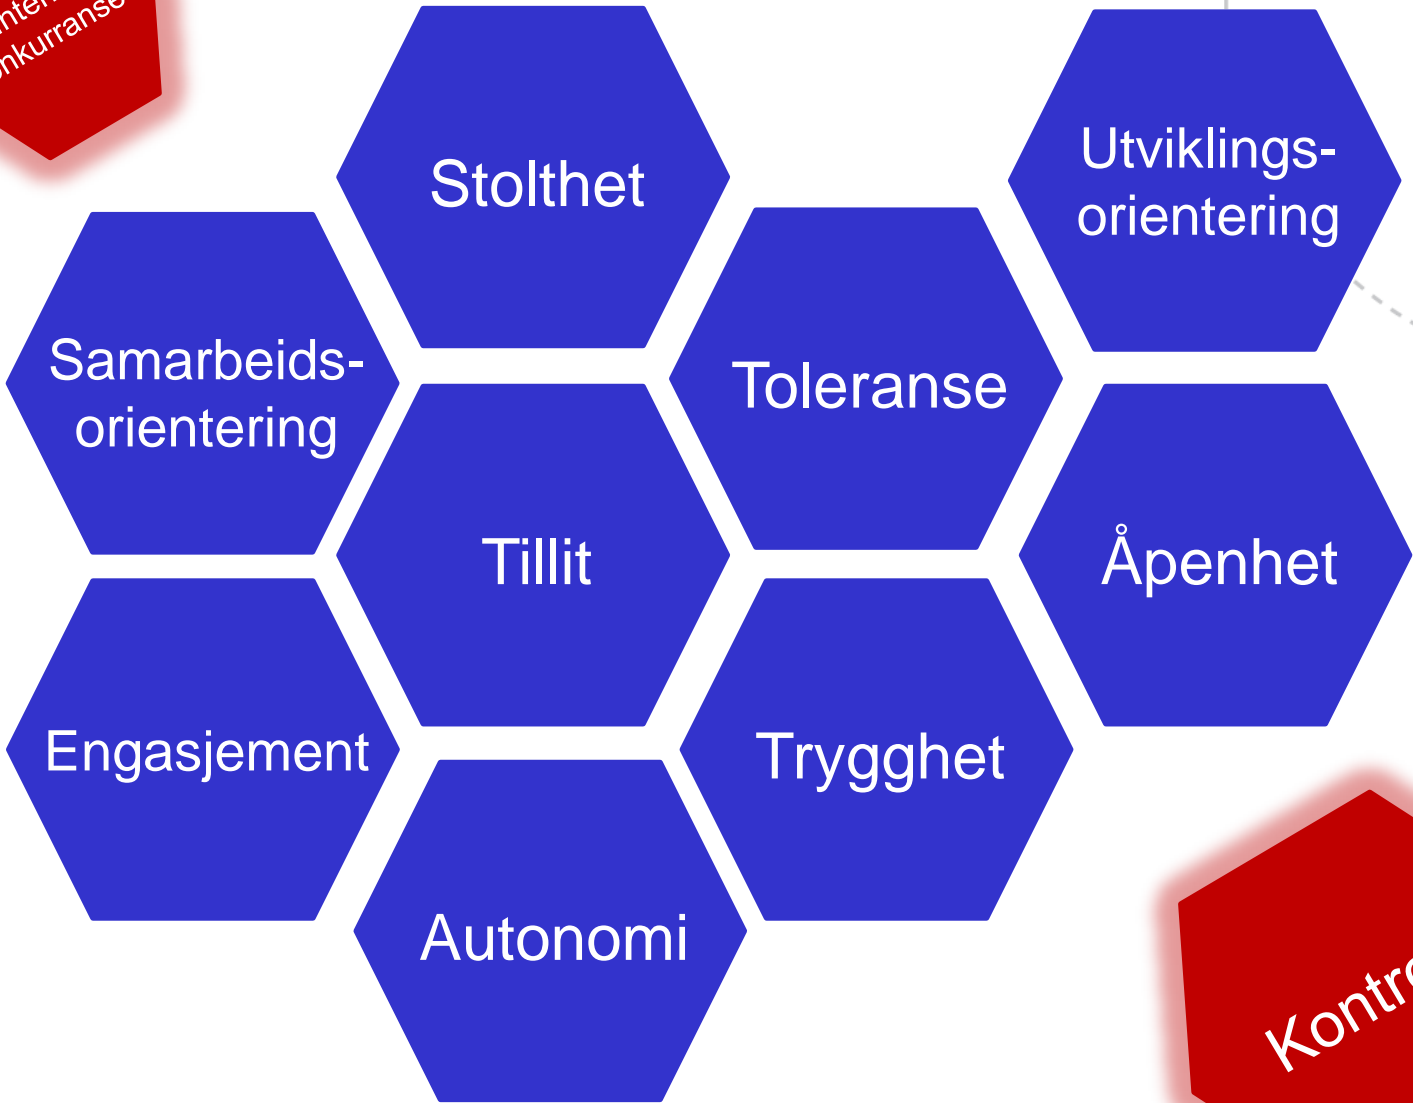 Stolthet
Utviklings-
orientering
Samarbeids-
orientering
Toleranse
Tillit
Åpenhet
Engasjement
Trygghet
Autonomi